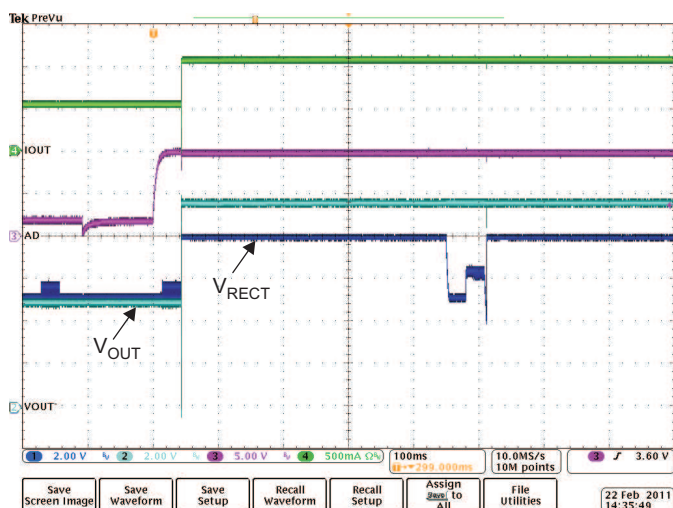 Tek PreVu
IOUT
AD
VRECT
VOUT
VOUT
1 2.00 V 2 2.00 V 3 5.00 V 4 500mA Ω
100ms
299.000ms
10.0MS/s
10M points
3 3.60 V
Save
Screen Image
Save
Waveform
Save
Setup
Recall
Waveform
Recall
Setup
Assign
Save to
All
File
Utilities
22 Feb 2011
14:35:49